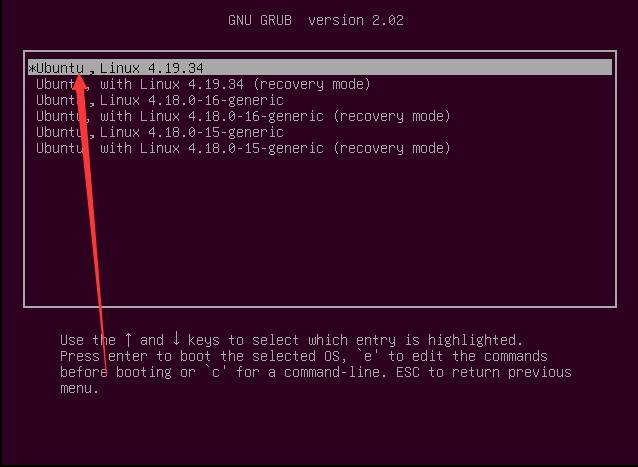 GNU GRUB version 2.02
*Ubuntu, Linux 4.19.34
Ubuntu, with Linux 4.19.34 (recovery mode)
Ubuntu, Linux 4.18.0-16-generic
Ubuntu, with Linux 4.18.0-16-generic (recovery mode)
Ubuntu, Linux 4.18.0-15-generic
Ubuntu, with Linux 4.18.0-15-generic (recovery mode)
Use the ↑ and ↓ keys to select which entry is highlighted.
Press enter to boot the selected OS, `e' to edit the commands
before booting or `c' for a command-line. ESC to return previous
menu.